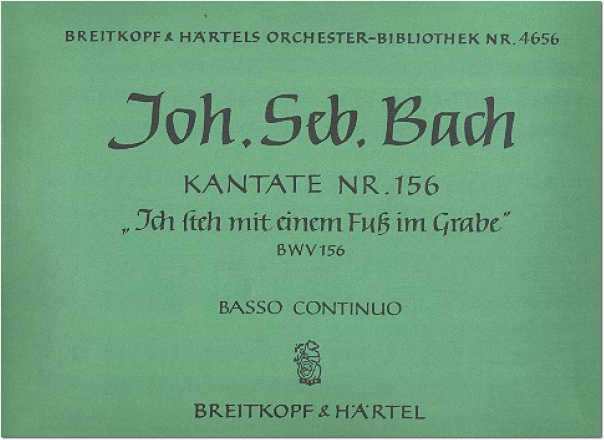 BREITKOPF & HÄRTELS ORCHESTER-BIBLIOTHEK NR. 4656
Joh. Seb. Bach
KANTATE NR. 156
„Ich ſteh mit einem Fuß im Grabe“
BWV 156
BASSO CONTINUO
BREITKOPF & HÄRTEL